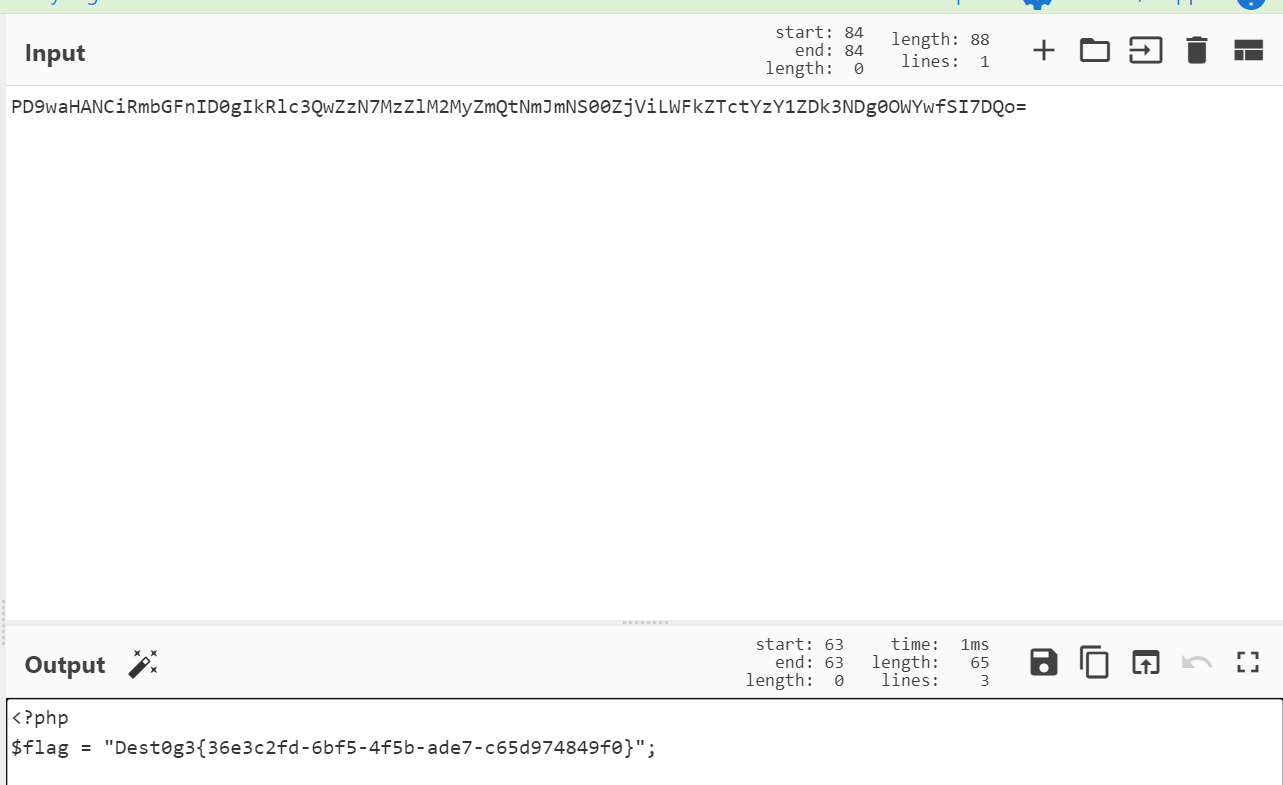 Input
start: 84
end: 84
length: 0
length: 88
lines: 1
PD9waHANCiRmbGFnID0gIkRlc3QwZzN7MzZlM2MyZmQtNmJmNS00ZjViLWFkZTctYzY1ZDk3NDg0OWYwfSI7DQo=
Output
start: 63
end: 63
length: 0
time: 1ms
length: 65
lines: 3
<?php
$flag = "Dest0g3{36e3c2fd-6bf5-4f5b-ade7-c65d974849f0}";